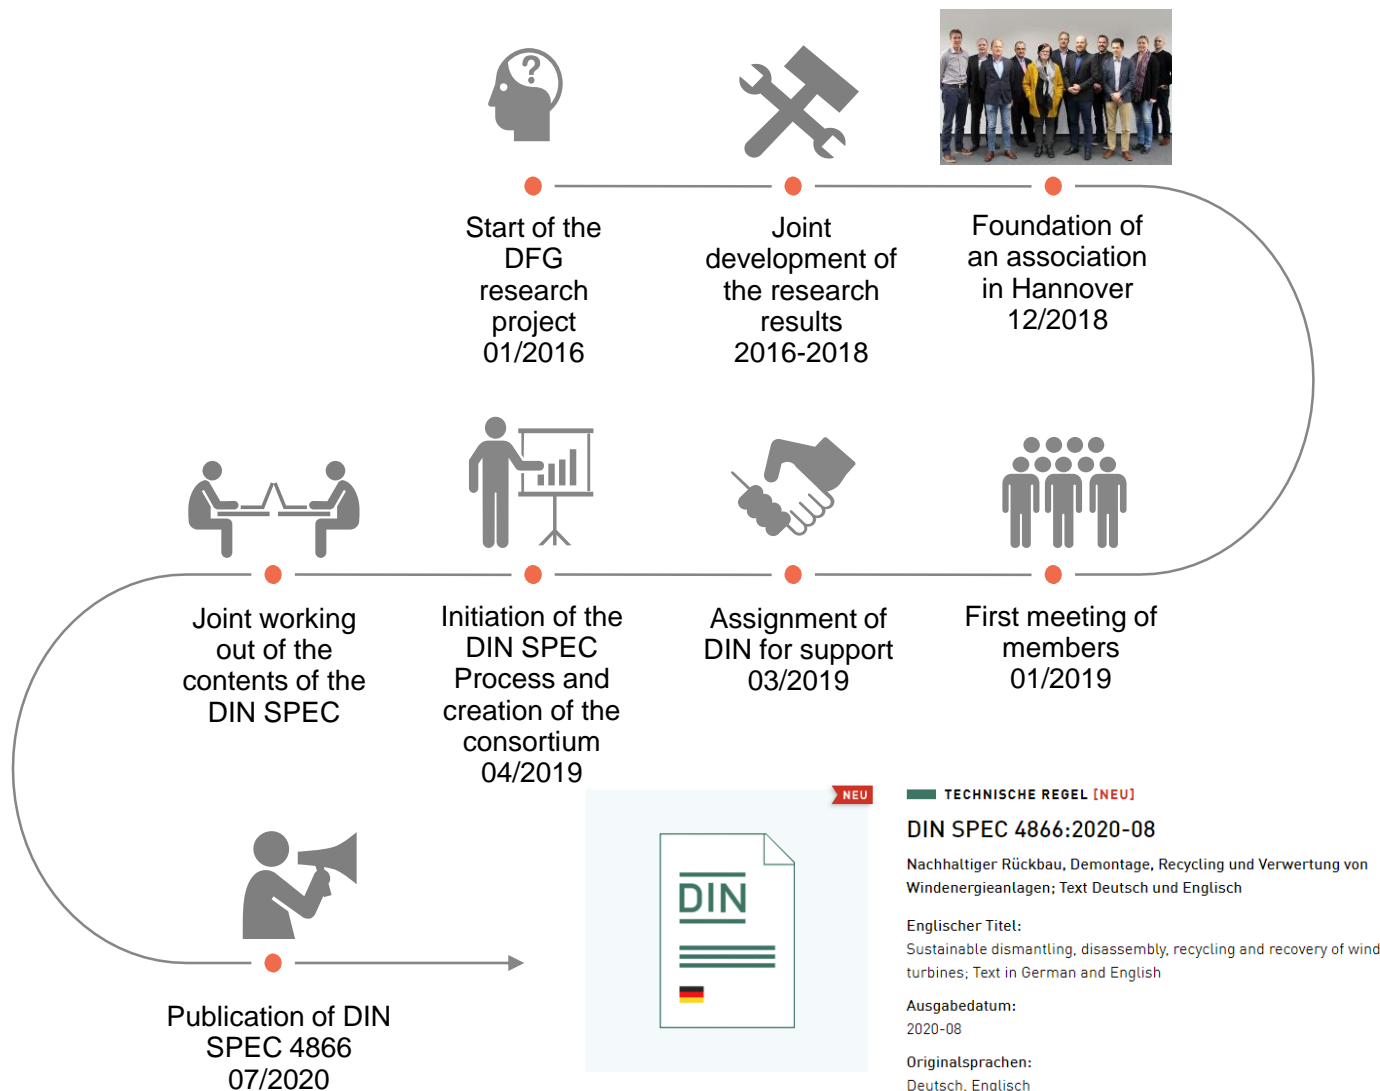 ?
Start of the
DFG
research
project
01/2016
Joint
development of
the research
results
2016-2018
Foundation of
an association
in Hannover
12/2018
First meeting of
members
01/2019
Assignment of
DIN for support
03/2019
Initiation of the
DIN SPEC
Process and
creation of the
consortium
04/2019
Joint working
out of the
contents of the
DIN SPEC
Publication of DIN
SPEC 4866
07/2020
NEU
DIN
TECHNISCHE REGEL [NEU]
DIN SPEC 4866:2020-08
Nachhaltiger Rückbau, Demontage, Recycling und Verwertung von
Windenergieanlagen; Text Deutsch und Englisch
Englischer Titel:
Sustainable dismantling, disassembly, recycling and recovery of wind
turbines; Text in German and English
Ausgabedatum:
2020-08
Originalsprachen:
Deutsch, Englisch